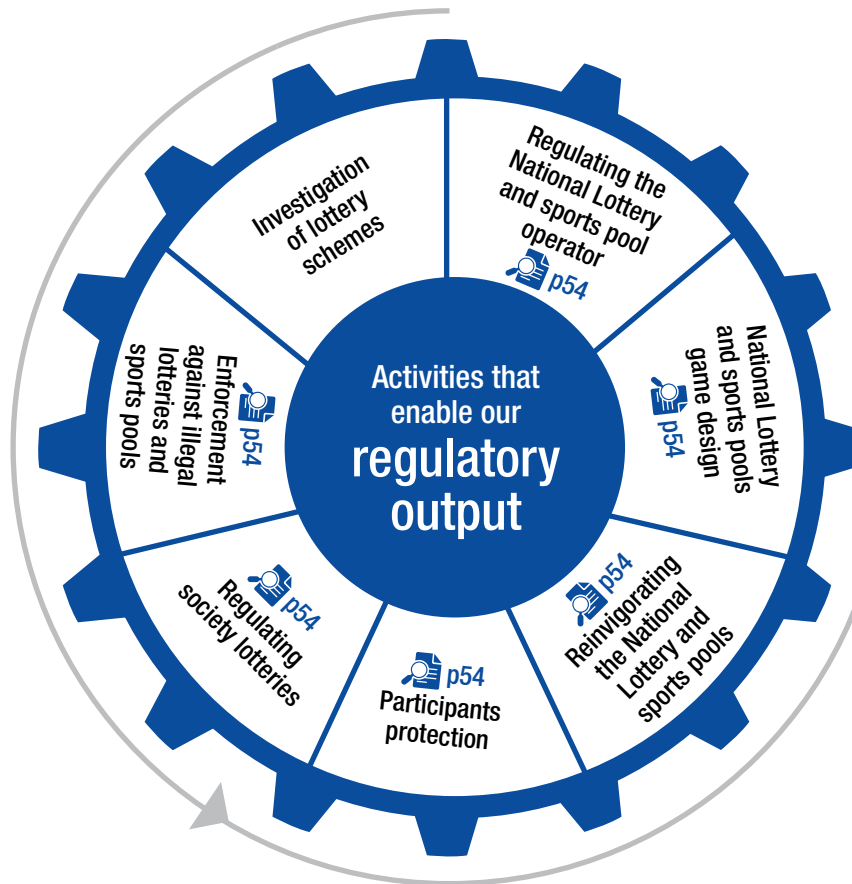 Activities that
enable our
regulatory
output
Regulating the
National Lottery
and sports pool
operator
p54
National Lottery
and sports pools
game design
p54
p54
Reinvigorating
the National
Lottery and
sports pools
p54
Participants
protection
p54
Regulating
society lotteries
Enforcement
against illegal
lotteries and
sports pools
p54
Investigation
of lottery
schemes